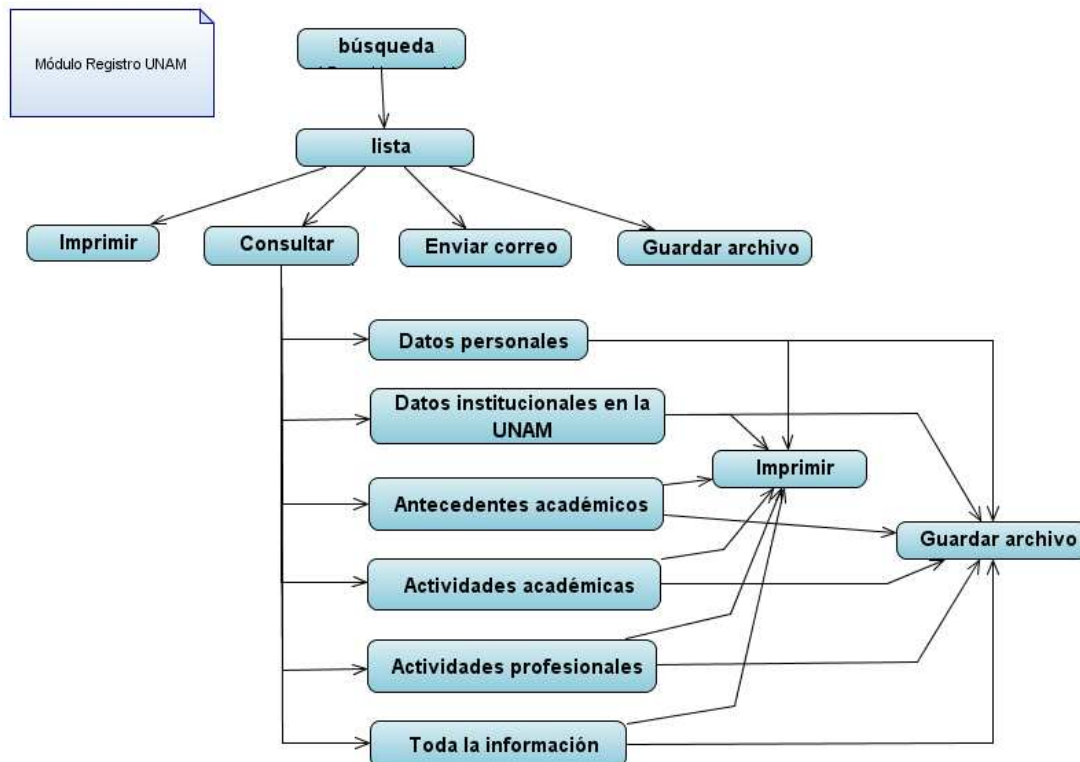 Módulo Registro UNAM
búsqueda
lista
Imprimir
Consultar
Enviar correo
Guardar archivo
Datos personales
Datos institucionales en la
UNAM
Imprimir
Antecedentes académicos
Guardar archivo
Actividades académicas
Actividades profesionales
Toda la información